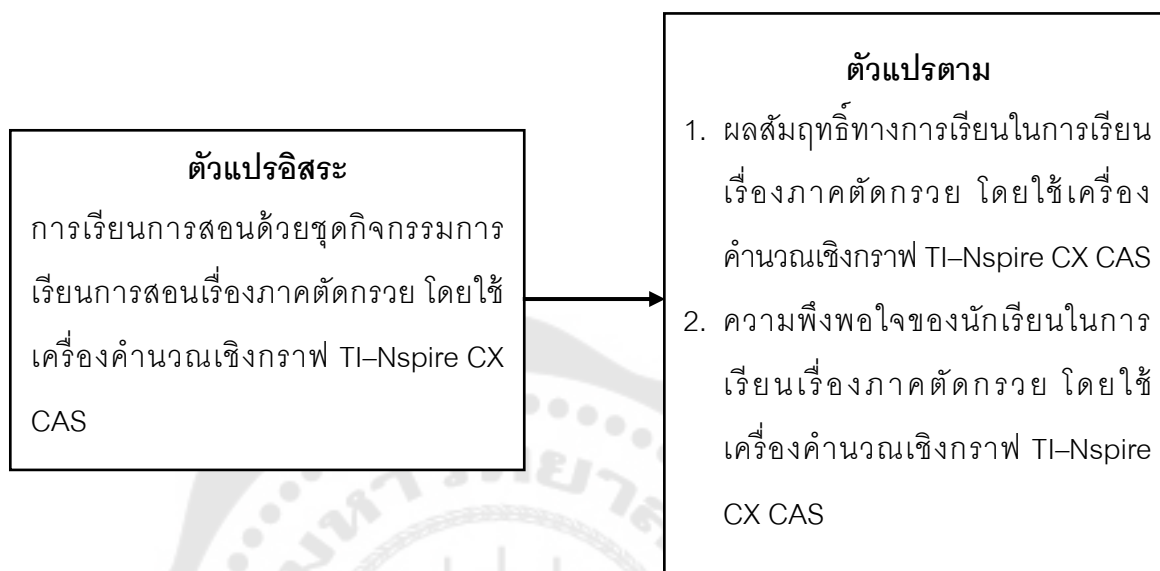 ตัวแปรอิสระ
การเรียนการสอนด้วยชุดกิจกรรมการ
เรียนการสอนเรื่องภาคตัดกรวย โดยใช้
เครื่องคำนวณเชิงกราฟ TI–Nspire CX
CAS
ตัวแปรตาม
1. ผลสัมฤทธิ์ทางการเรียนในการเรียน
เรื่องภาคตัดกรวย โดยใช้เครื่อง
คำนวณเชิงกราฟ TI–Nspire CX CAS
2. ความพึงพอใจของนักเรียนในการ
เรียนเรื่องภาคตัดกรวย โดยใช้
เครื่องคำนวณเชิงกราฟ TI–Nspire
CX CAS